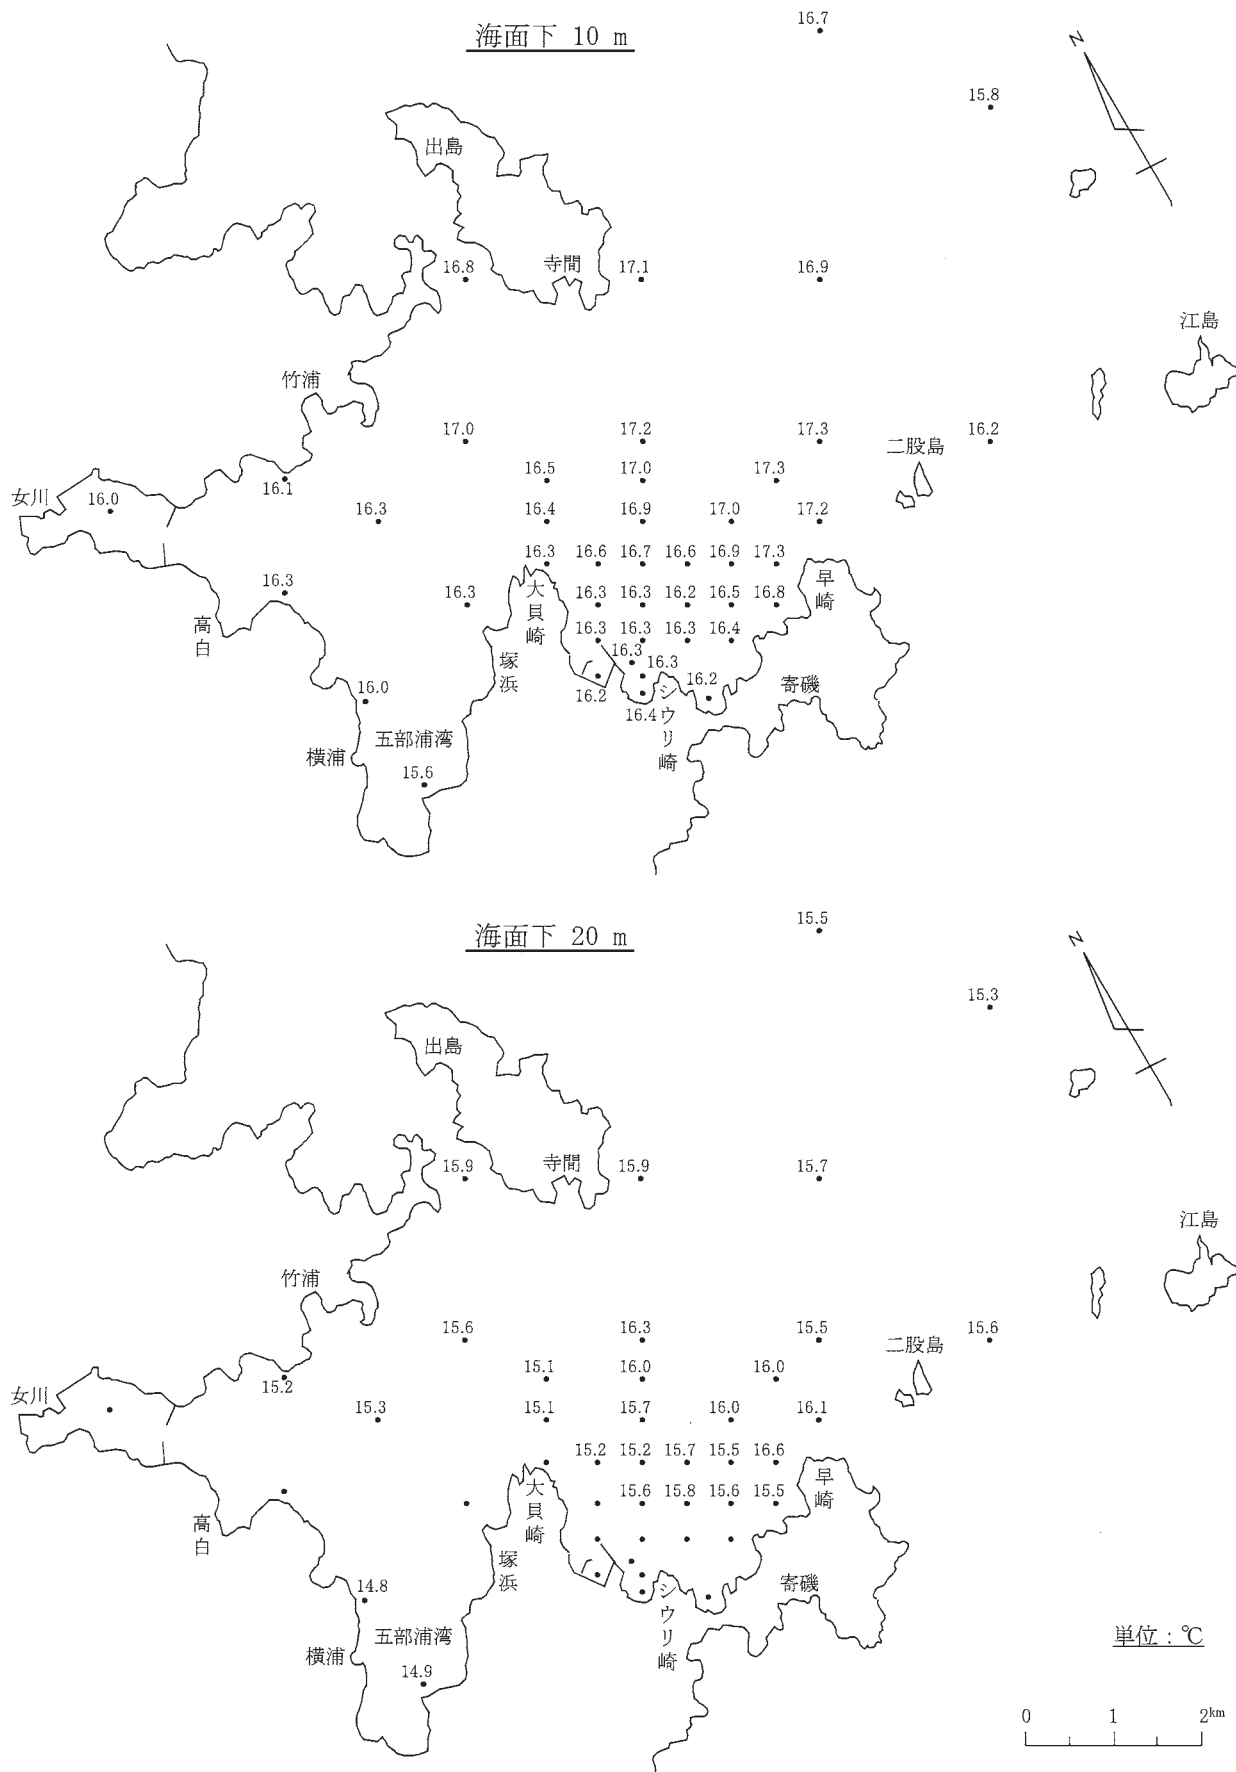 海面下 10 m
16.7
N
15.8
出島
寺間
16.8
17.1
16.9
江島
竹浦
17.0
17.2
17.3
16.2
二股島
16.5
17.0
17.3
女川
16.0
16.1
16.3
16.4
16.9
17.0
17.2
16.3
16.6
16.7
16.6
16.9
17.3
早崎
大貝崎
16.3
16.3
16.3
16.3
16.2
16.5
16.8
高白
塚浜
16.3
16.3
16.3
16.4
16.3
16.3
16.2
16.4
シウリ崎
16.2
寄磯
16.0
五部浦湾
横浦
15.6
海面下 20 m
15.5
N
15.3
出島
寺間
15.9
15.9
15.7
江島
竹浦
15.6
16.3
15.5
15.6
二股島
15.1
16.0
16.0
女川
15.2
15.3
15.1
15.7
16.0
16.1
15.2
15.2
15.7
15.5
16.6
早崎
大貝崎
15.6
15.8
15.6
15.5
高白
塚浜
シウリ崎
寄磯
14.8
五部浦湾
横浦
14.9
単位：℃
0 1 2km